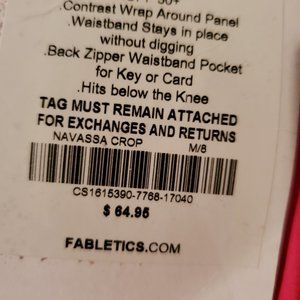 50+
.Contrast Wrap Around Panel
.Waistband Stays in place
without digging
.Back Zipper Waistband Pocket
for Key or Card
.Hits below the Knee
TAG MUST REMAIN ATTACHED
FOR EXCHANGES AND RETURNS
NAVASSA CROP M/8
CS1615390-7768-17040
$ 64.95
FABLETICS.COM